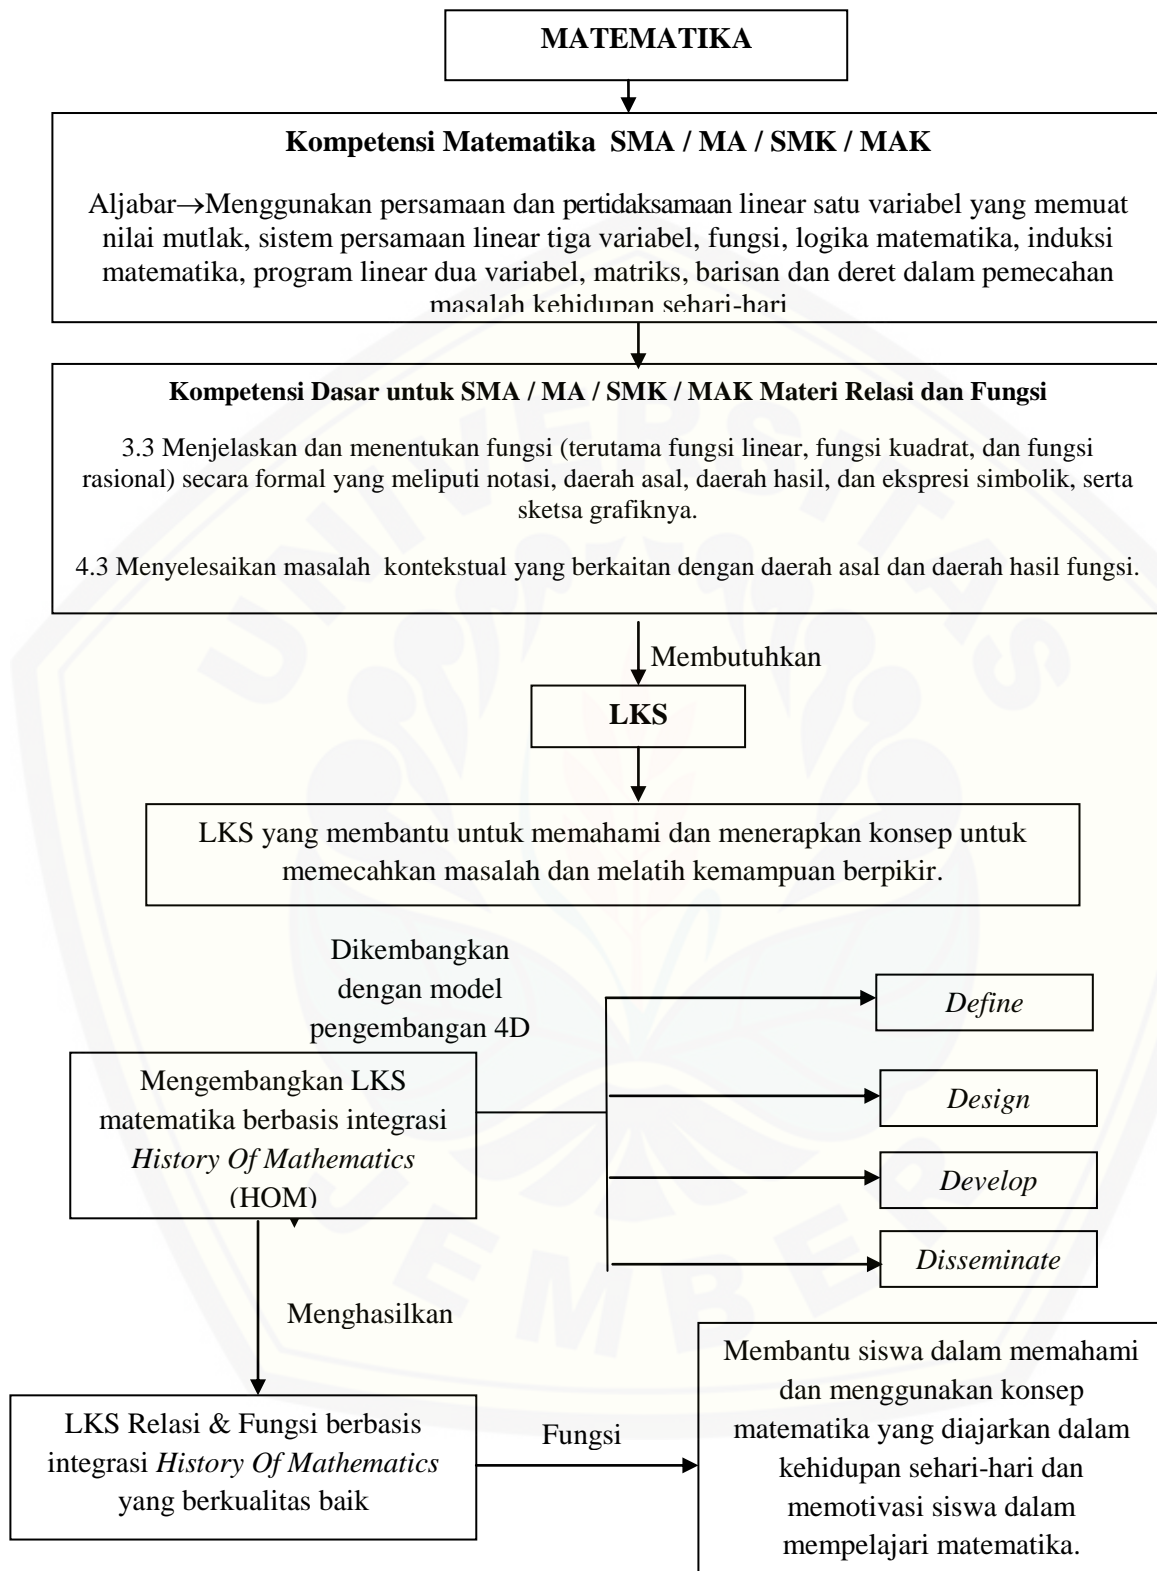 MATEMATIKA
Kompetensi Matematika SMA / MA / SMK / MAK
Aljabar→Menggunakan persamaan dan pertidaksamaan linear satu variabel yang memuat
nilai mutlak, sistem persamaan linear tiga variabel, fungsi, logika matematika, induksi
matematika, program linear dua variabel, matriks, barisan dan deret dalam pemecahan
masalah kehidupan sehari-hari
Kompetensi Dasar untuk SMA / MA / SMK / MAK Materi Relasi dan Fungsi
3.3 Menjelaskan dan menentukan fungsi (terutama fungsi linear, fungsi kuadrat, dan fungsi
rasional) secara formal yang meliputi notasi, daerah asal, daerah hasil, dan ekspresi simbolik, serta
sketsa grafiknya.
4.3 Menyelesaikan masalah kontekstual yang berkaitan dengan daerah asal dan daerah hasil fungsi.
Membutuhkan
LKS
LKS yang membantu untuk memahami dan menerapkan konsep untuk
memecahkan masalah dan melatih kemampuan berpikir.
Dikembangkan
dengan model
pengembangan 4D
Define
Mengembangkan LKS
matematika berbasis integrasi
History Of Mathematics
(HOM)
Design
Develop
Disseminate
Menghasilkan
LKS Relasi & Fungsi berbasis
integrasi History Of Mathematics
yang berkualitas baik
Fungsi
Membantu siswa dalam memahami
dan menggunakan konsep
matematika yang diajarkan dalam
kehidupan sehari-hari dan
memotivasi siswa dalam
mempelajari matematika.
UNIVERSITAS
JEMBER